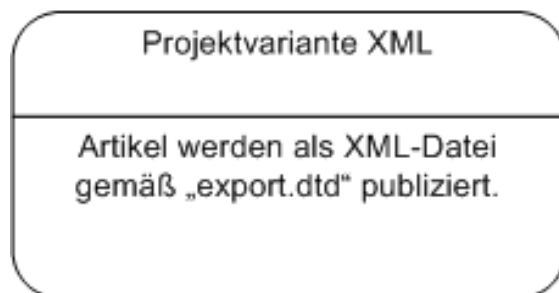 Projektvariante XML
Artikel werden als XML-Datei
gemäß „export.dtd“ publiziert.